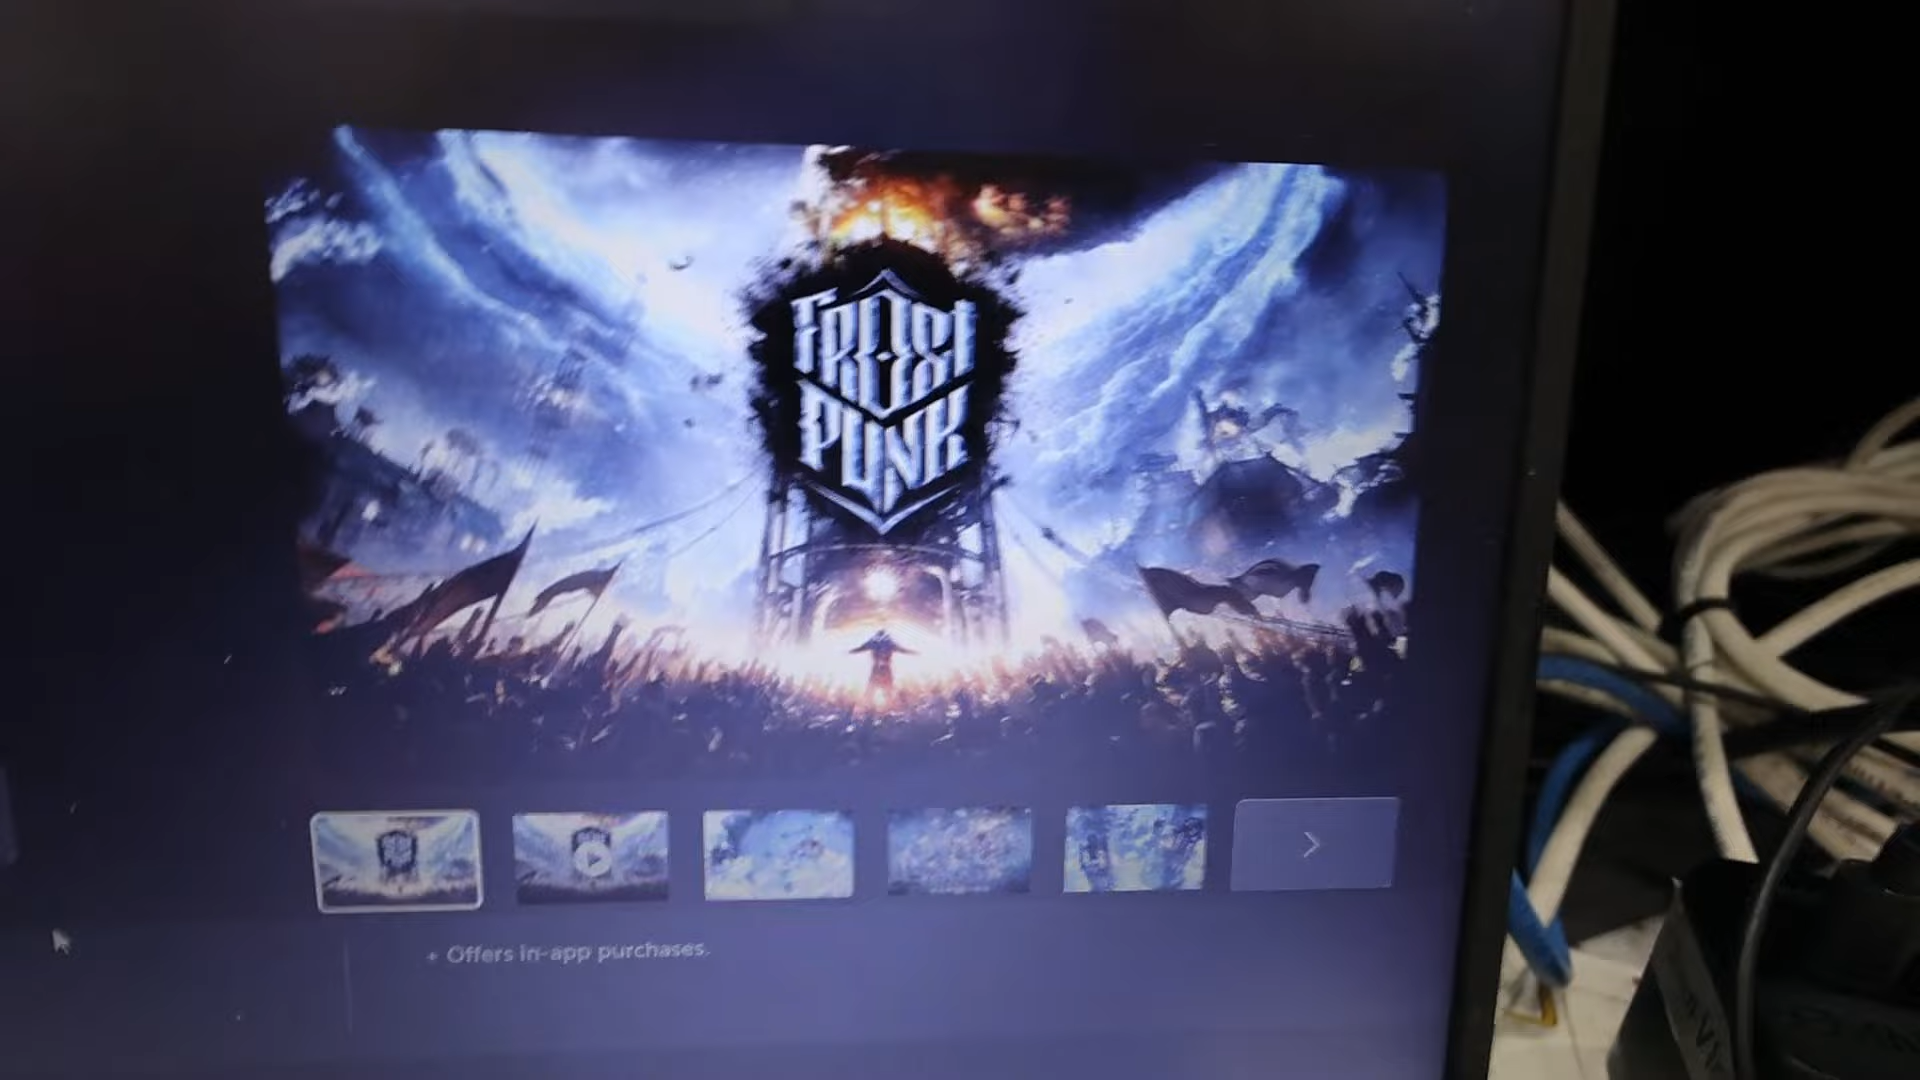 FROST
PUNK
+ Offers in-app purchases.